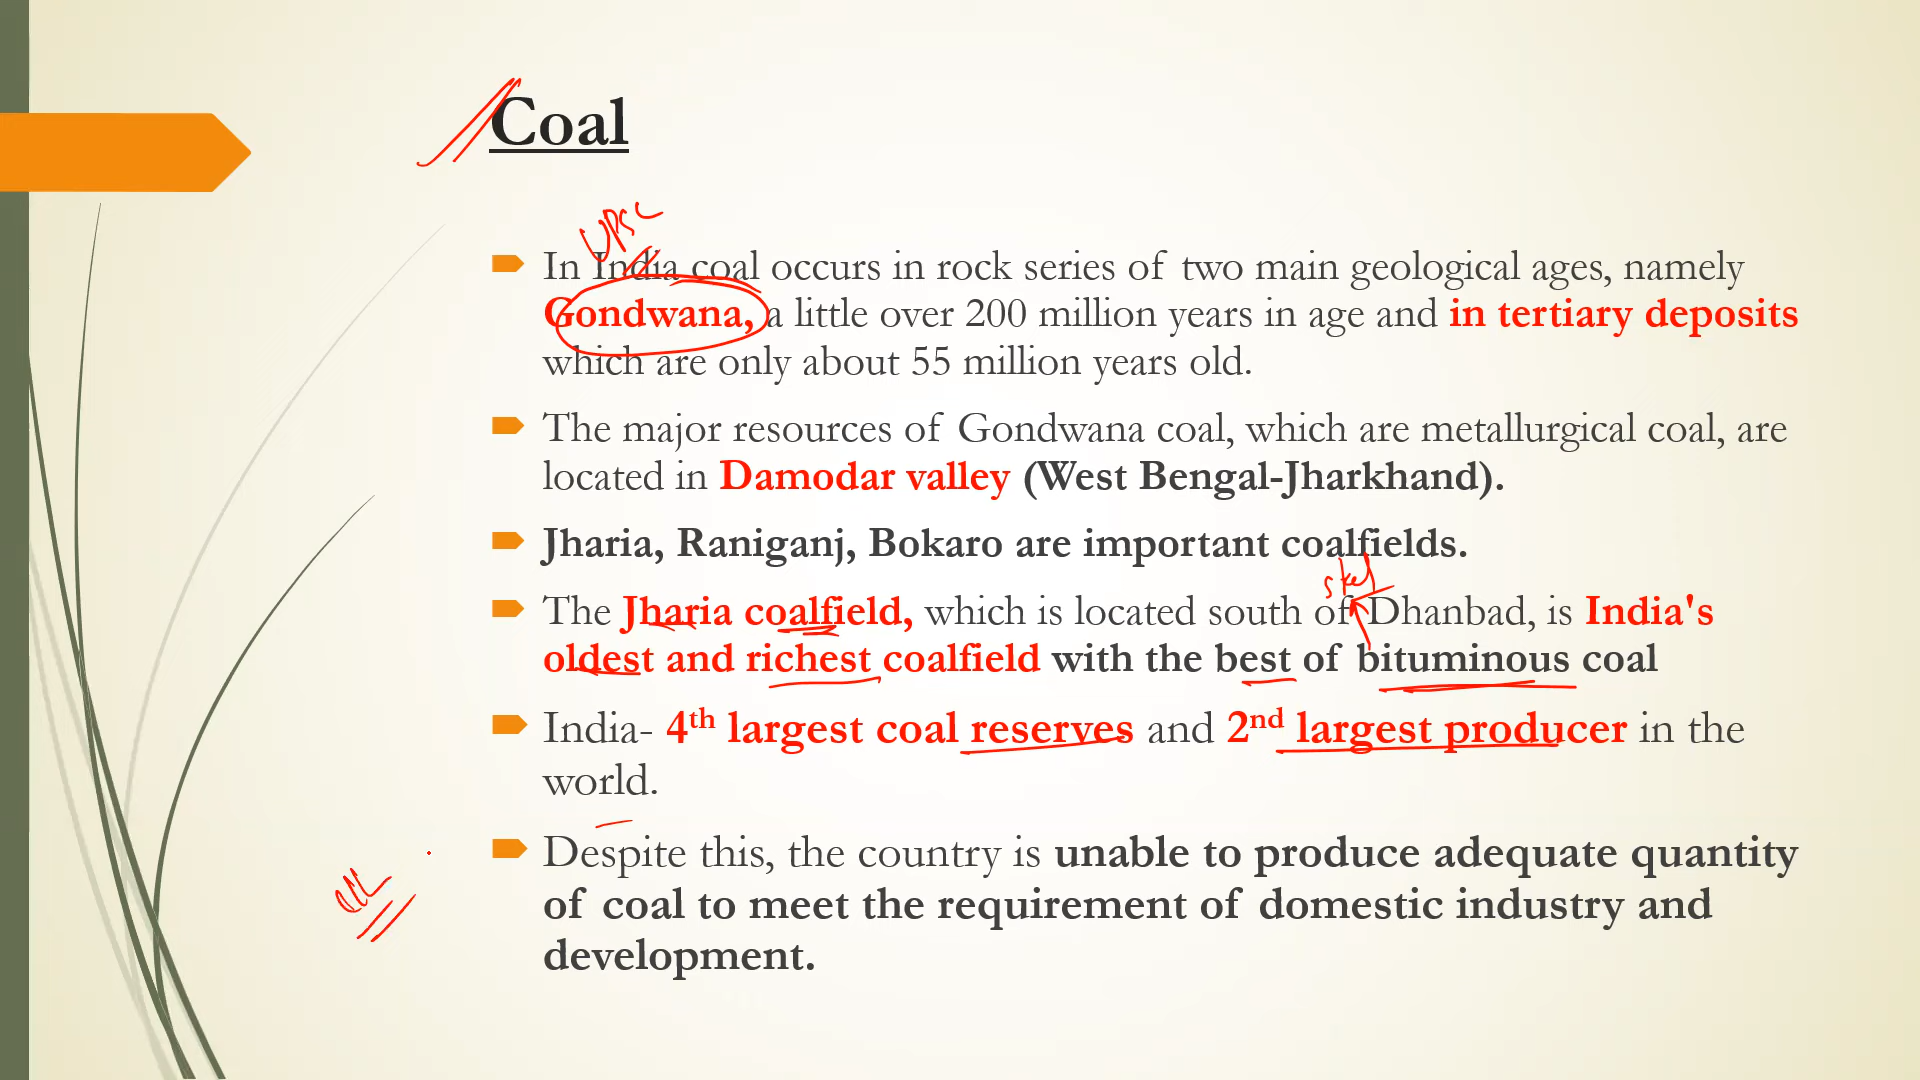 Coal
UPSC
In India coal occurs in rock series of two main geological ages, namely
Gondwana, a little over 200 million years in age and in tertiary deposits
which are only about 55 million years old.
The major resources of Gondwana coal, which are metallurgical coal, are
located in Damodar valley (West Bengal-Jharkhand).
Jharia, Raniganj, Bokaro are important coalfields.
The Jharia coalfield, which is located south of Dhanbad, is India's
oldest and richest coalfield with the best of bituminous coal
India- 4th largest coal reserves and 2nd largest producer in the
world.
Despite this, the country is unable to produce adequate quantity
of coal to meet the requirement of domestic industry and
development.